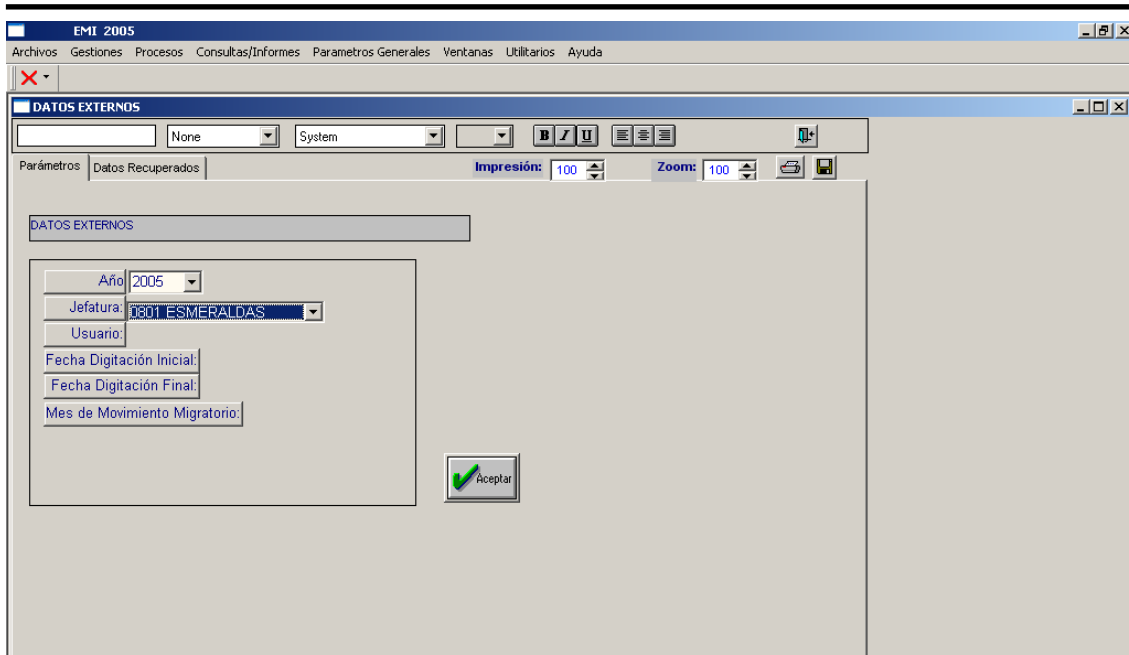 EMI 2005
Archivos Gestiones Procesos Consultas/Informes Parametros Generales Ventanas Utilitarios Ayuda
DATOS EXTERNOS
None System B I U
Parámetros Datos Recuperados Impresión: 100 Zoom: 100
DATOS EXTERNOS
Año 2005
Jefatura: 0801 ESMERALDAS
Usuario:
Fecha Digitación Inicial:
Fecha Digitación Final:
Mes de Movimiento Migratorio:
Aceptar